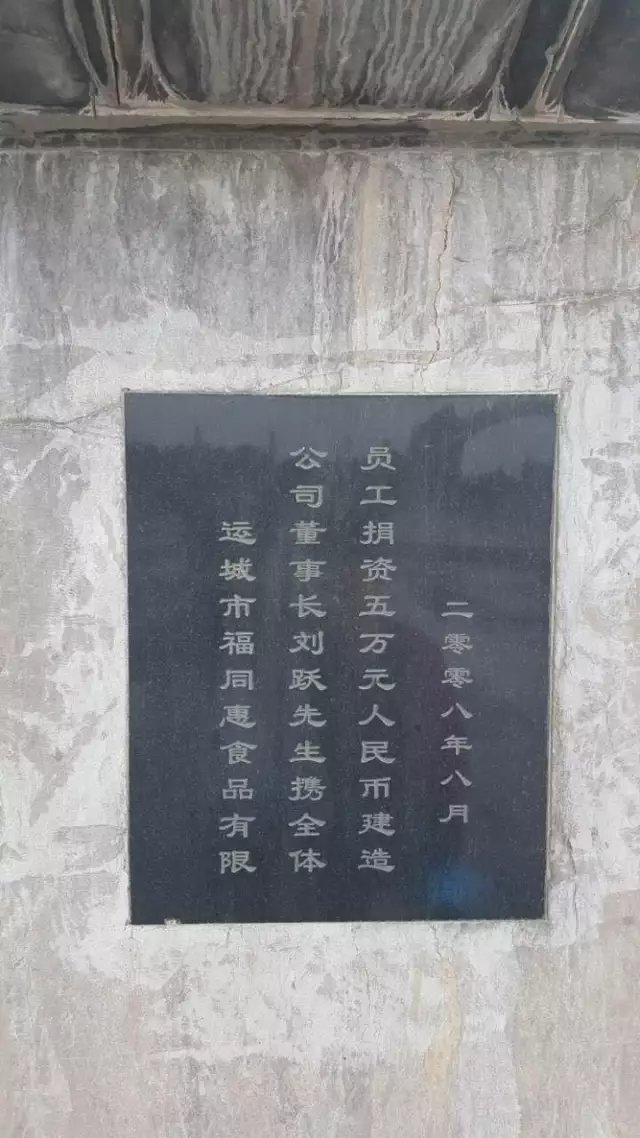 运城市福同惠食品有限
公司董事长刘跃先生携全体
员工捐资五万元人民币建造
二零零八年八月